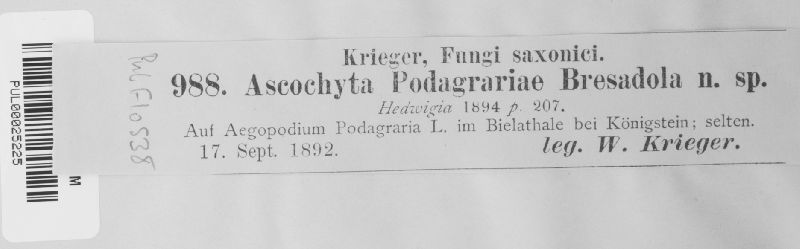 Krieger, Fungi saxonici.
988. Ascochyta Podagrariae Bresadola n. sp.
Hedwigia 1894 p. 207.
Auf Aegopodium Podagraria L. im Bielathale bei Königstein; selten.
17. Sept. 1892. leg. W. Krieger.
Pul F10538
PUL00025225
M